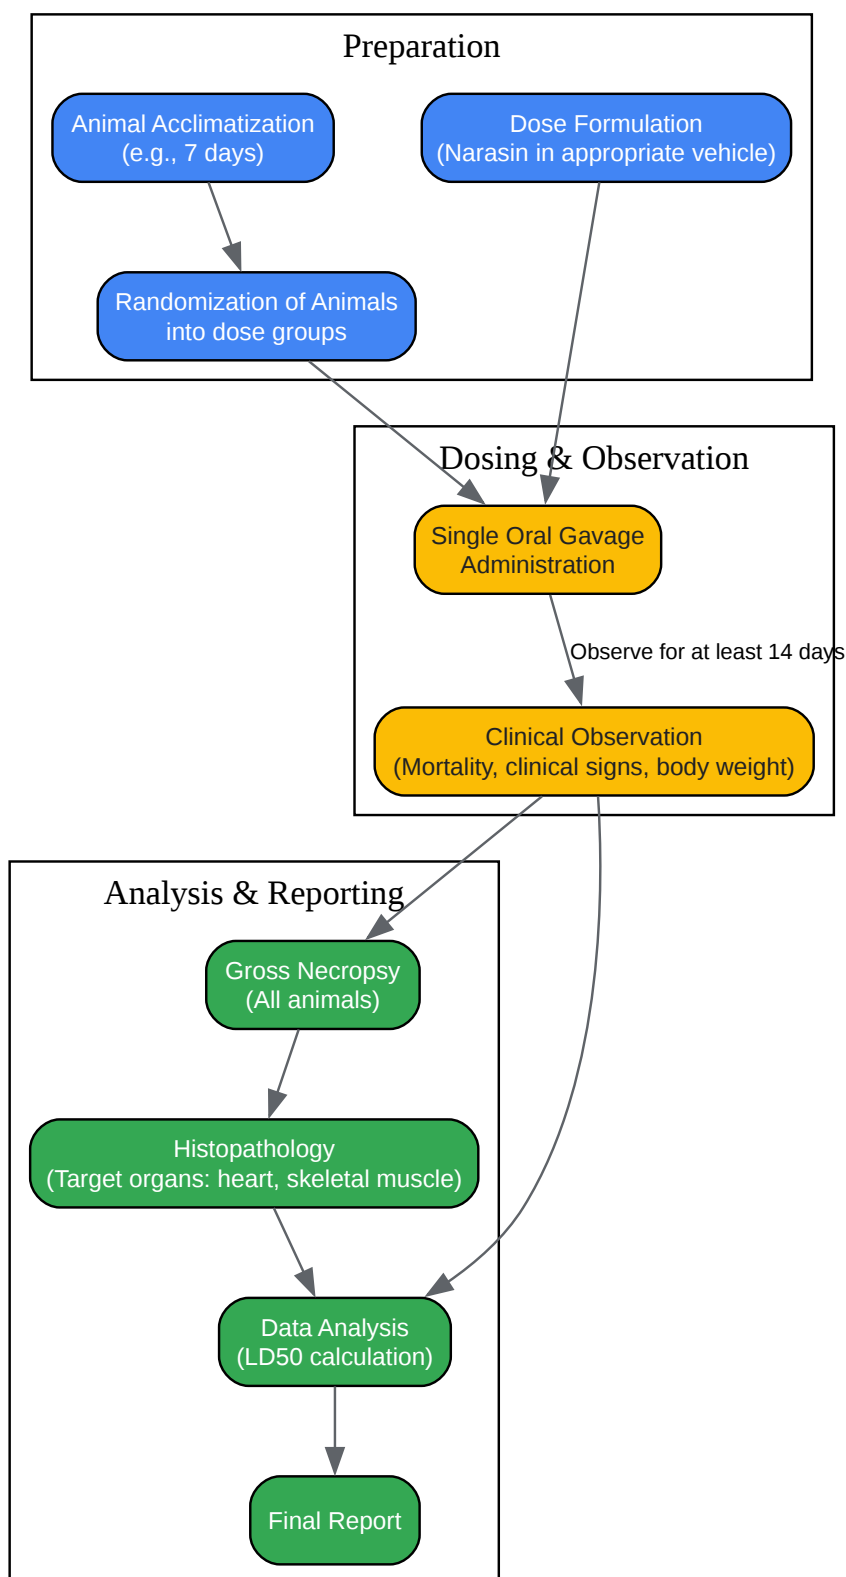 Preparation
Animal Acclimatization
(e.g., 7 days)
Dose Formulation
(Narasin in appropriate vehicle)
Randomization of Animals
into dose groups
Dosing & Observation
Single Oral Gavage
Administration
Observe for at least 14 days
Clinical Observation
(Mortality, clinical signs, body weight)
Analysis & Reporting
Gross Necropsy
(All animals)
Histopathology
(Target organs: heart, skeletal muscle)
Data Analysis
(LD50 calculation)
Final Report